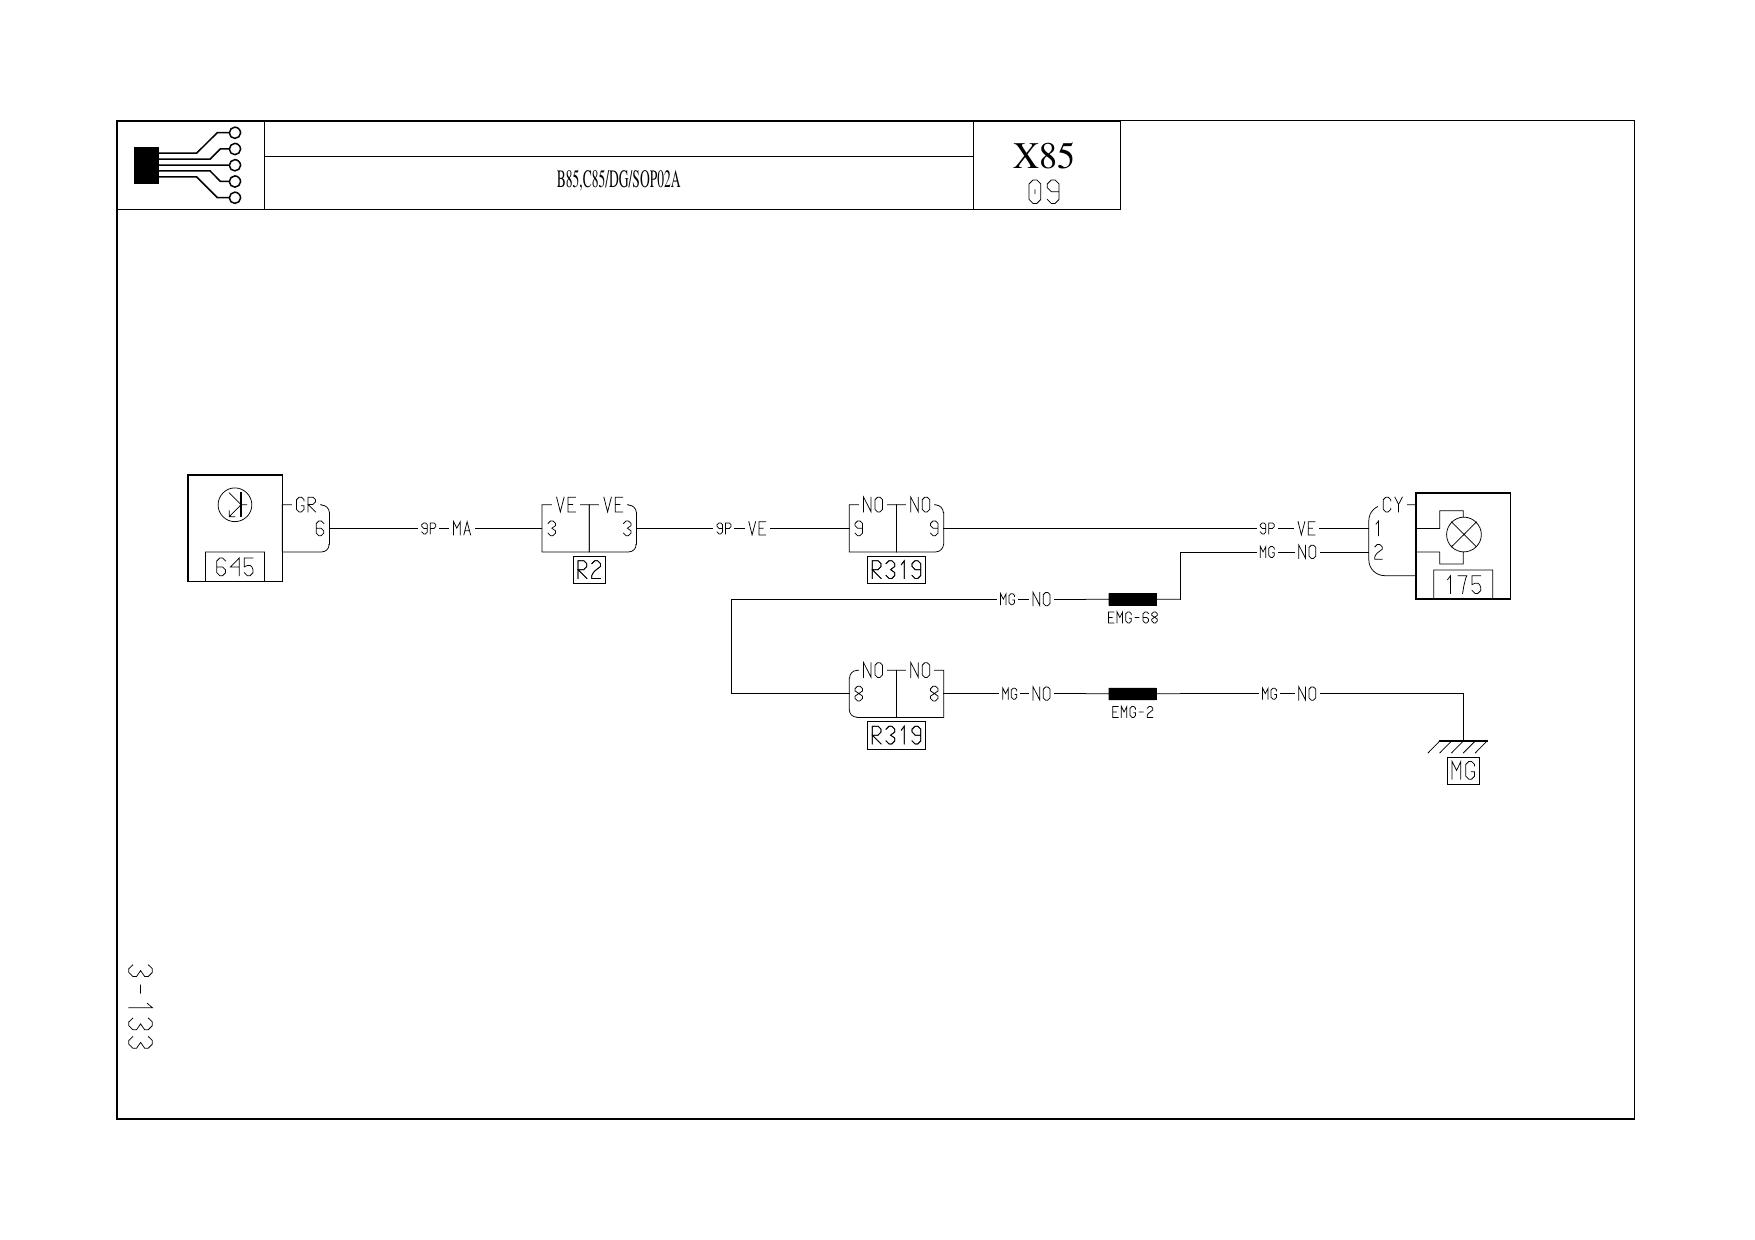 X85
B85,C85/DG/SOP02A
09
GR VE VE NO NO CY
6 9P MA 3 3 9P VE 9 9 9P VE 1
MG NO 2
645 R2 R319 175
MG NO
EMG-68
NO NO
8 8 MG NO MG NO
EMG-2
R319
MG
3-133